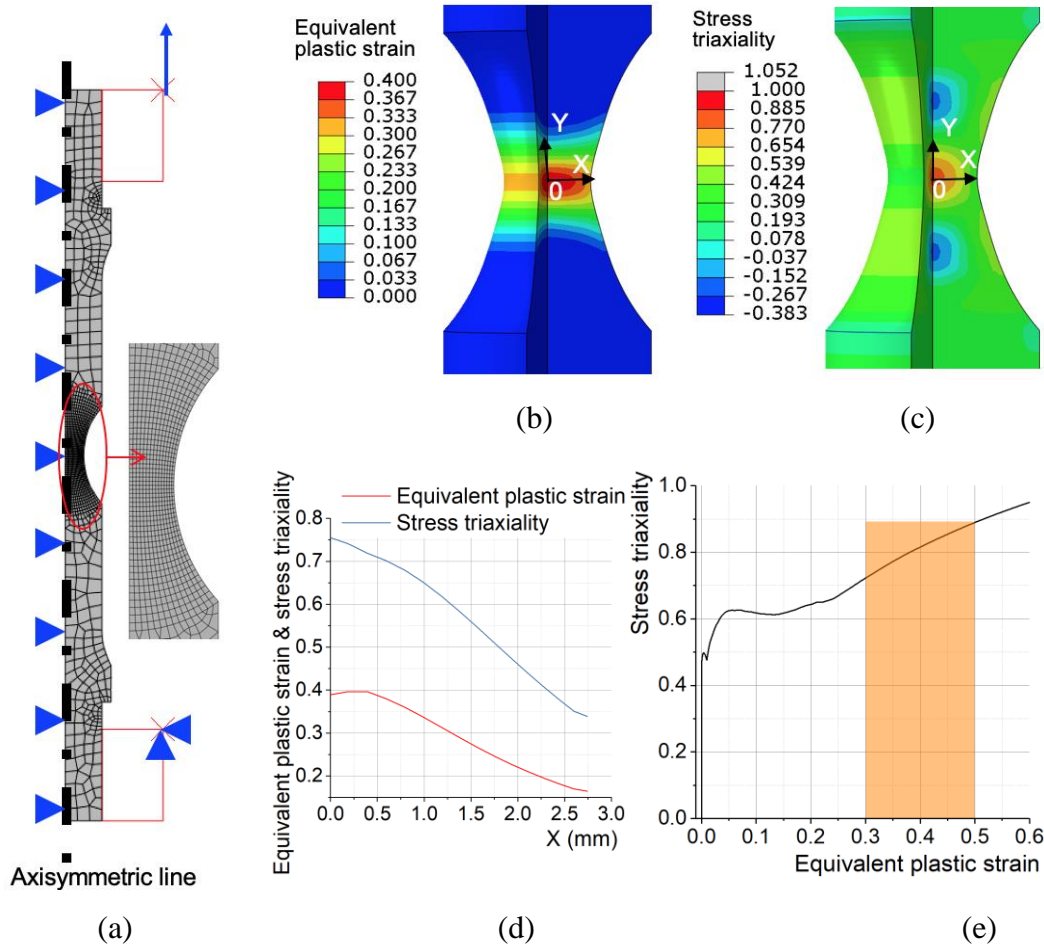 Axisymmetric line
(a)
Equivalent
plastic strain
0.400
0.367
0.333
0.300
0.267
0.233
0.200
0.167
0.133
0.100
0.067
0.033
0.000
Y
X
0
(b)
Stress
triaxiality
1.052
1.000
0.885
0.770
0.654
0.539
0.424
0.309
0.193
0.078
-0.037
-0.152
-0.267
-0.383
Y
X
0
(c)
Equivalent plastic strain & stress triaxiality
Equivalent plastic strain
Stress triaxiality
0.8
0.7
0.6
0.5
0.4
0.3
0.2
0.0 0.5 1.0 1.5 2.0 2.5 3.0
X (mm)
(d)
Stress triaxiality
1.0
0.8
0.6
0.4
0.2
0.0
0.0 0.1 0.2 0.3 0.4 0.5 0.6
Equivalent plastic strain
(e)